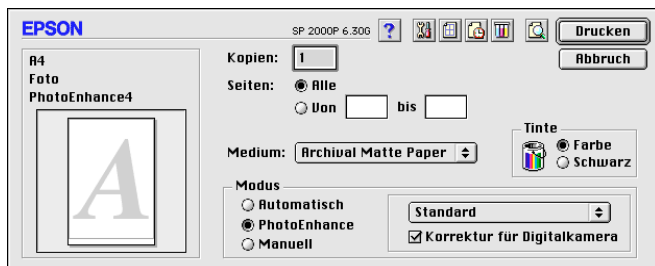 EPSON
SP 2000P 6.30G
?
Drucken
Abbruch
A4
Foto
PhotoEnhance4
A
Kopien: 1
Seiten: Alle
Von bis
Medium: Archival Matte Paper
Tinte
Farbe
Schwarz
Modus
Automatisch
PhotoEnhance
Manuell
Standard
Korrektur für Digitalkamera